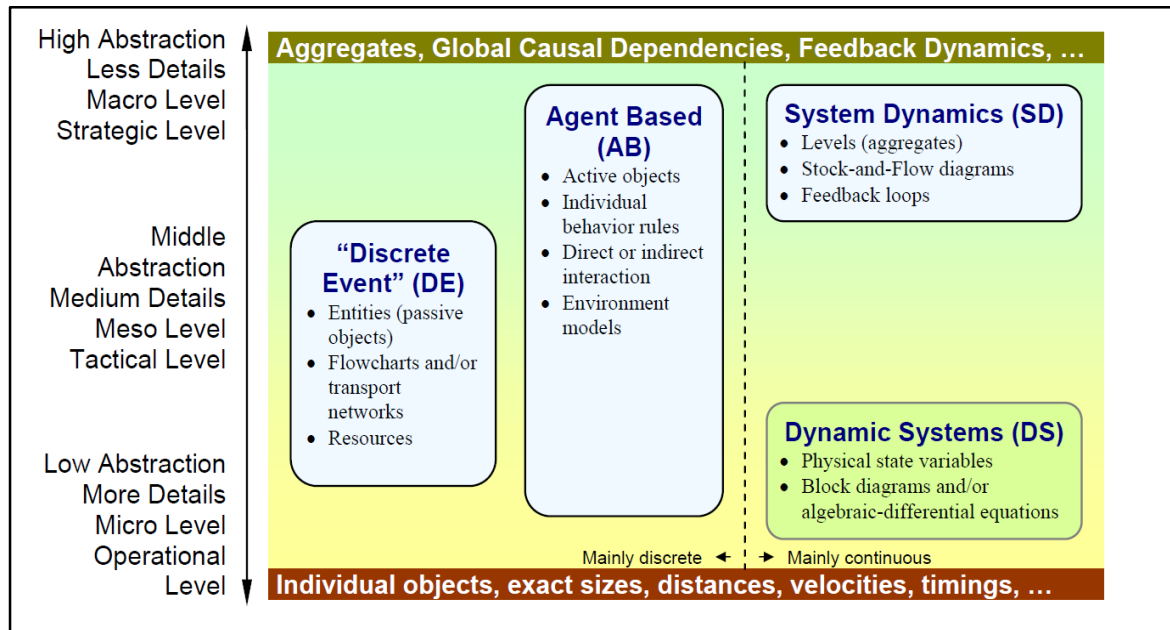 High Abstraction
Less Details
Macro Level
Strategic Level
Middle
Abstraction
Medium Details
Meso Level
Tactical Level
Low Abstraction
More Details
Micro Level
Operational
Level
Aggregates, Global Causal Dependencies, Feedback Dynamics, …
“Discrete
Event” (DE)
• Entities (passive
objects)
• Flowcharts and/or
transport
networks
• Resources
Agent Based
(AB)
• Active objects
• Individual
behavior rules
• Direct or indirect
interaction
• Environment
models
System Dynamics (SD)
• Levels (aggregates)
• Stock-and-Flow diagrams
• Feedback loops
Dynamic Systems (DS)
• Physical state variables
• Block diagrams and/or
algebraic-differential equations
Mainly discrete
Mainly continuous
Individual objects, exact sizes, distances, velocities, timings, …